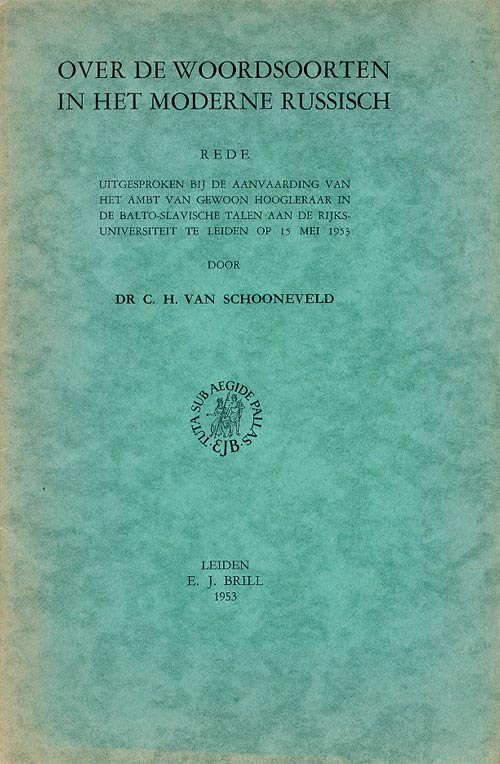 OVER DE WOORDSOORTEN
IN HET MODERNE RUSSISCH
REDE
UITGESPROKEN BIJ DE AANVAARDING VAN
HET AMBT VAN GEWOON HOOGLERAAR IN
DE BALTO-SLAVISCHE TALEN AAN DE RIJKS-
UNIVERSITEIT TE LEIDEN OP 15 MEI 1953
DOOR
DR C. H. VAN SCHOONEVELD
TUTA SUB AEGIDE PALLAS
· EJB ·
LEIDEN
E. J. BRILL
1953